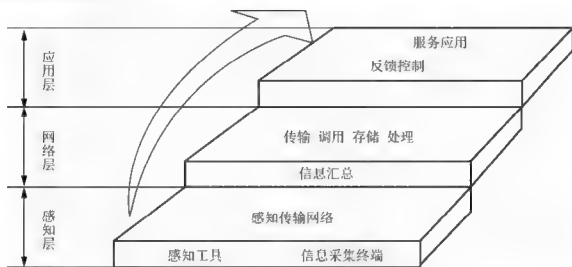 应用层
服务应用
反馈控制
网络层
传输 调用 存储 处理
信息汇总
感知层
感知传输网络
感知工具 信息采集终端